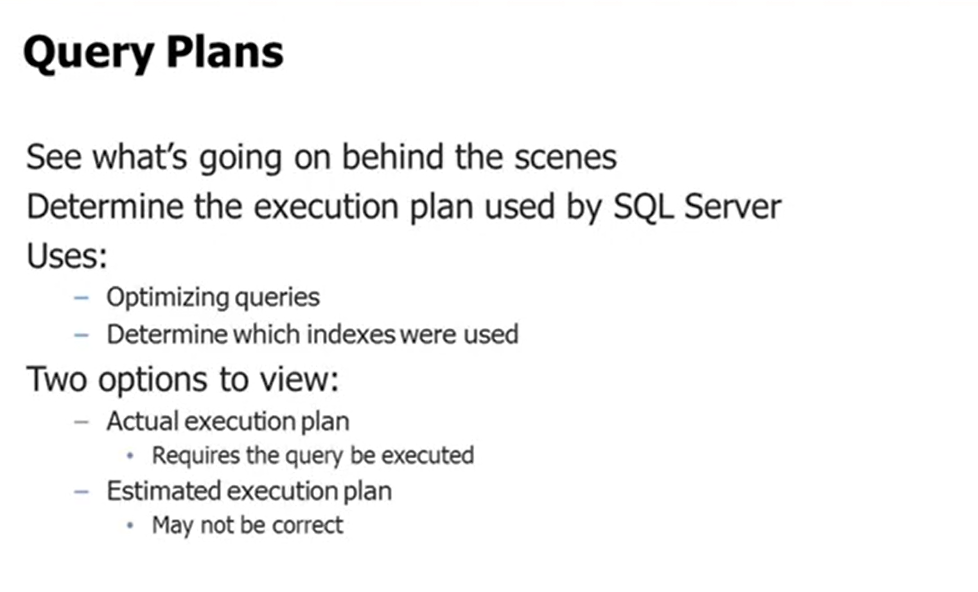 Query Plans
See what's going on behind the scenes
Determine the execution plan used by SQL Server
Uses:
– Optimizing queries
– Determine which indexes were used
Two options to view:
– Actual execution plan
• Requires the query be executed
– Estimated execution plan
• May not be correct